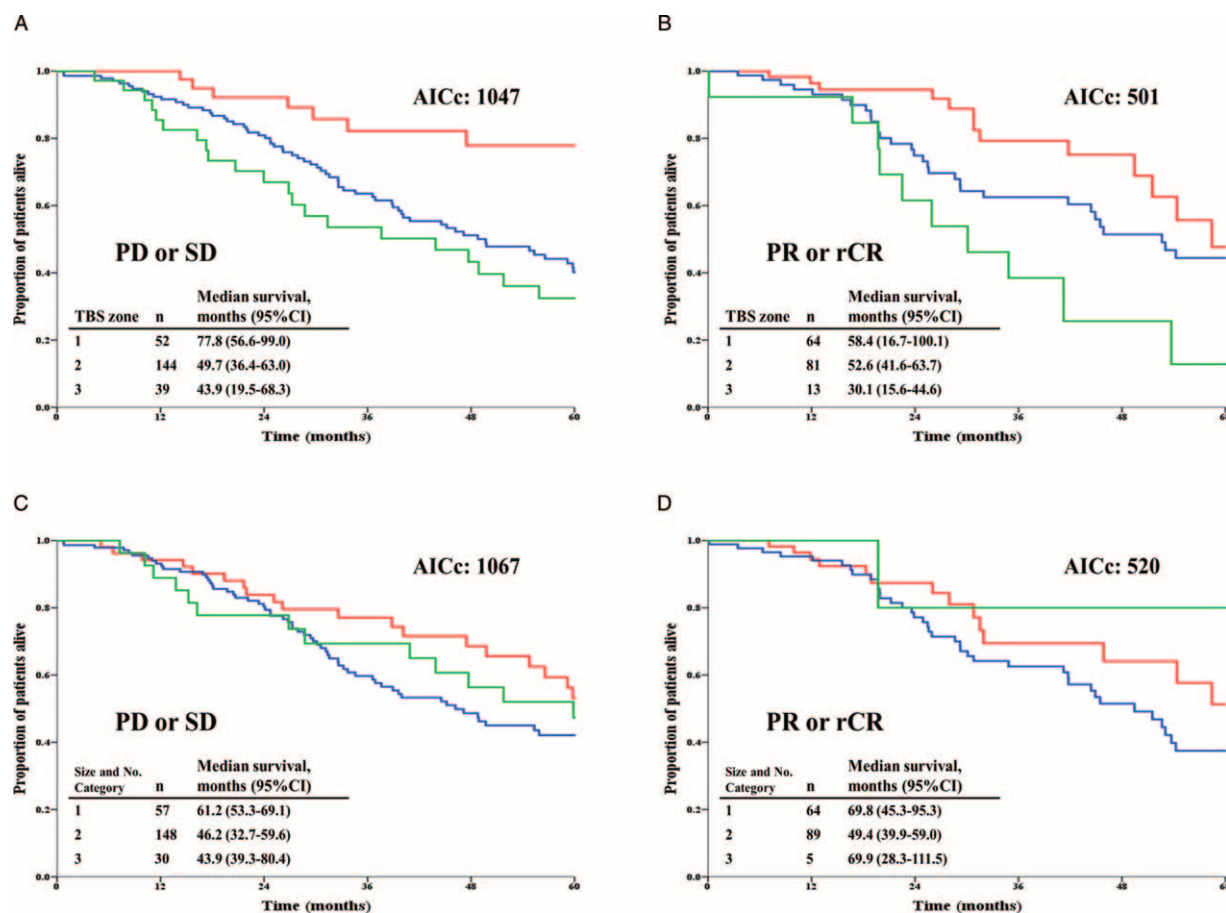 A
AICc: 1047
PD or SD
Median survival,
TBS zone n months (95%CI)
1 52 77.8 (56.6-99.0)
2 144 49.7 (36.4-63.0)
3 39 43.9 (19.5-68.3)
Proportion of patients alive
1.0
0.8
0.6
0.4
0.2
0.0
0 12 24 36 48 60
Time (months)
B
AICc: 501
PR or rCR
Median survival,
TBS zone n months (95%CI)
1 64 58.4 (16.7-100.1)
2 81 52.6 (41.6-63.7)
3 13 30.1 (15.6-44.6)
Proportion of patients alive
1.0
0.8
0.6
0.4
0.2
0.0
0 12 24 36 48 60
Time (months)
C
AICc: 1067
PD or SD
Median survival,
Size and No.
Category n months (95%CI)
1 57 61.2 (53.3-69.1)
2 148 46.2 (32.7-59.6)
3 30 43.9 (39.3-80.4)
Proportion of patients alive
1.0
0.8
0.6
0.4
0.2
0.0
0 12 24 36 48 60
Time (months)
D
AICc: 520
PR or rCR
Median survival,
Size and No.
Category n months (95%CI)
1 64 69.8 (45.3-95.3)
2 89 49.4 (39.9-59.0)
3 5 69.9 (28.3-111.5)
Proportion of patients alive
1.0
0.8
0.6
0.4
0.2
0.0
0 12 24 36 48 60
Time (months)